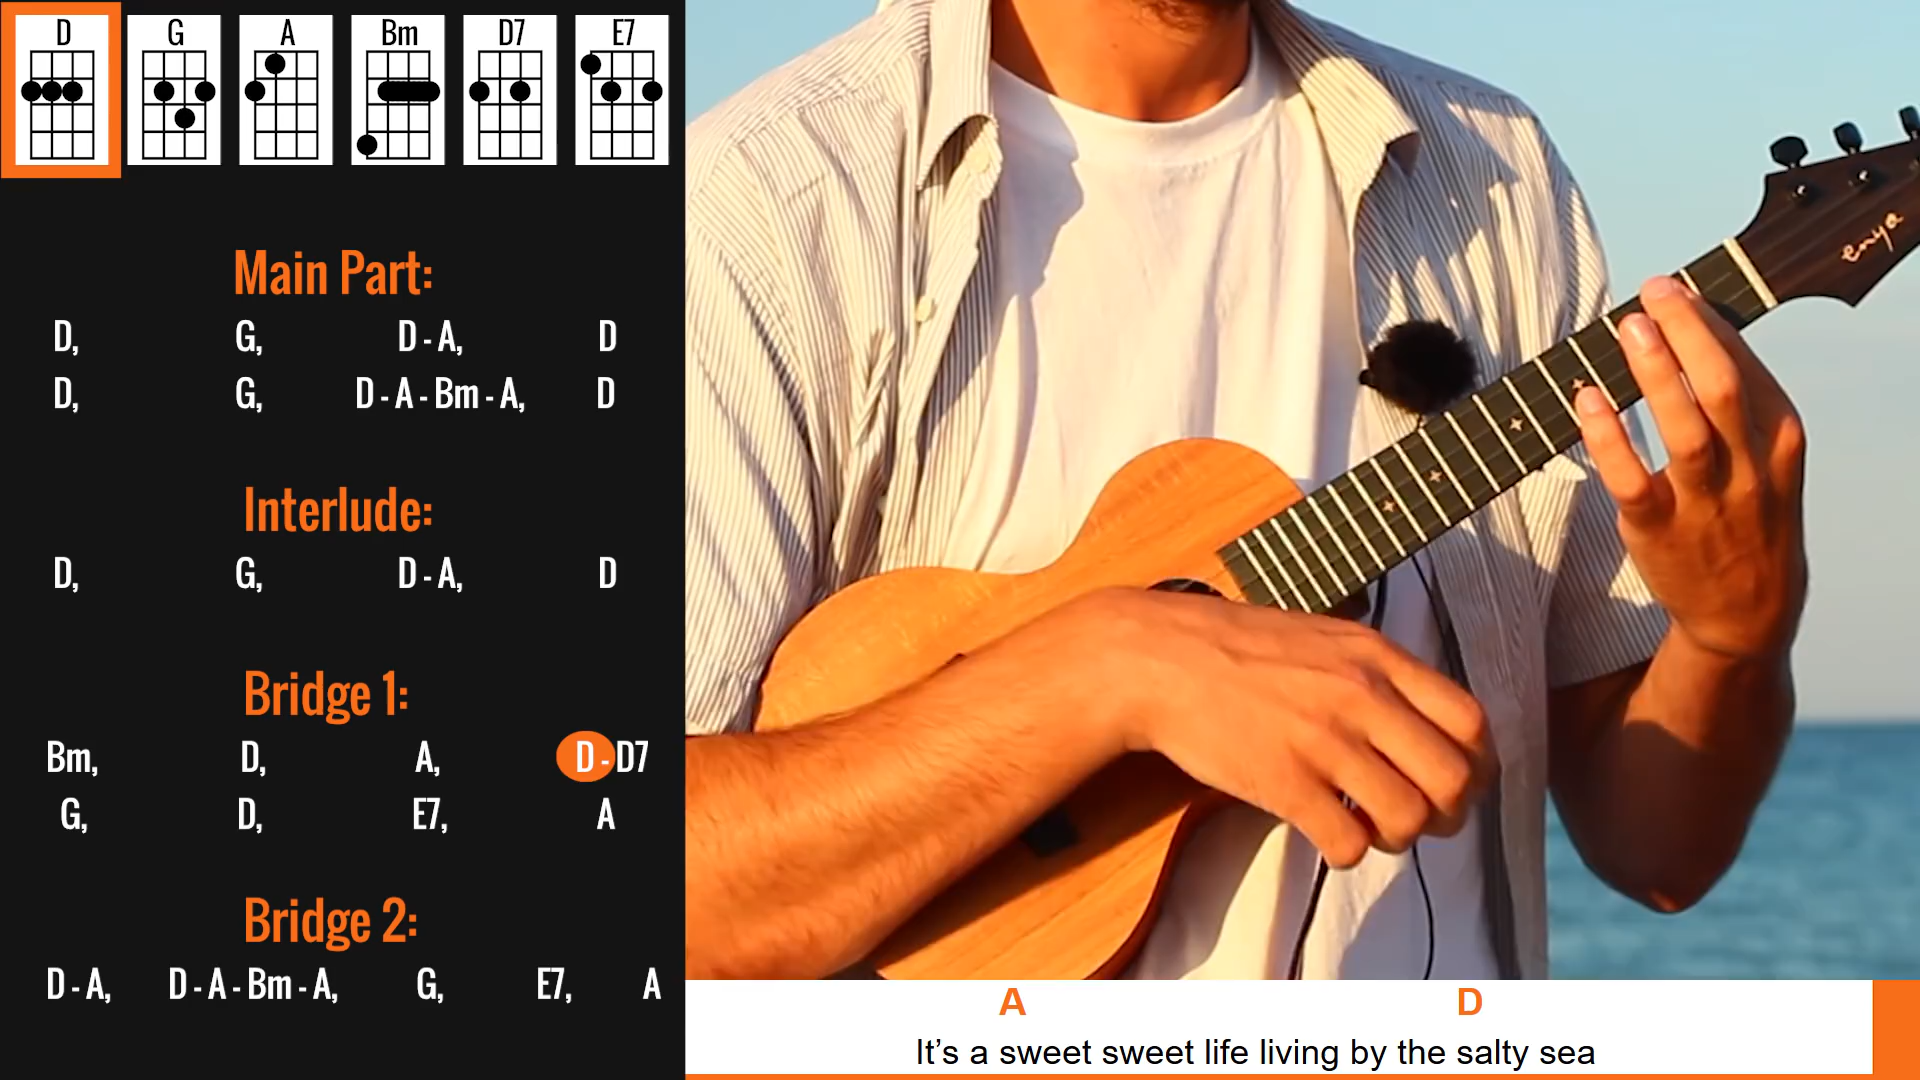 D G A Bm D7 E7
Main Part:
D, G, D - A, D
D, G, D - A - Bm - A, D
Interlude:
D, G, D - A, D
Bridge 1:
Bm, D, A, D - D7
G, D, E7, A
Bridge 2:
D - A, D - A - Bm - A, G, E7, A
enya
A D
It’s a sweet sweet life living by the salty sea